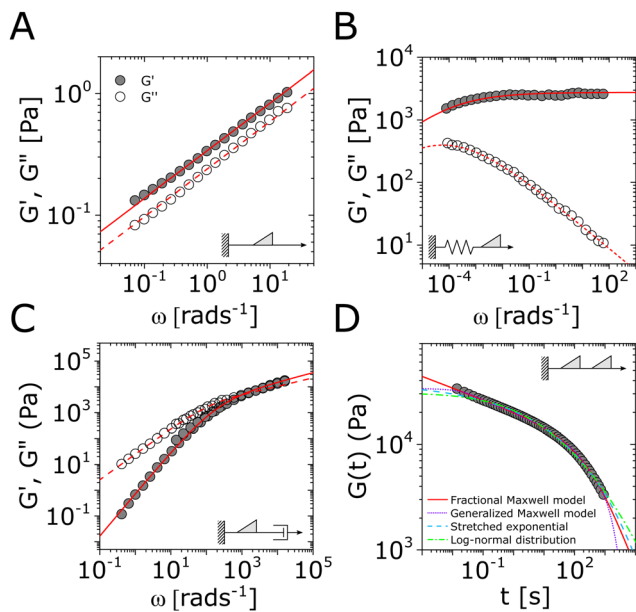 A
G'
G''
G', G'' [Pa]
10⁰
10⁻¹
10⁻¹ 10⁰ 10¹
ω [rads⁻¹]
B
G', G'' [Pa]
10⁴
10³
10²
10¹
10⁻⁴ 10⁻¹ 10²
ω [rads⁻¹]
C
G', G'' (Pa)
10⁵
10³
10¹
10⁻¹
10⁻¹ 10¹ 10³ 10⁵
ω [rads⁻¹]
D
G(t) (Pa)
10⁴
10³
Fractional Maxwell model
Generalized Maxwell model
Stretched exponential
Log-normal distribution
10⁻¹ 10¹ 10³
t [s]